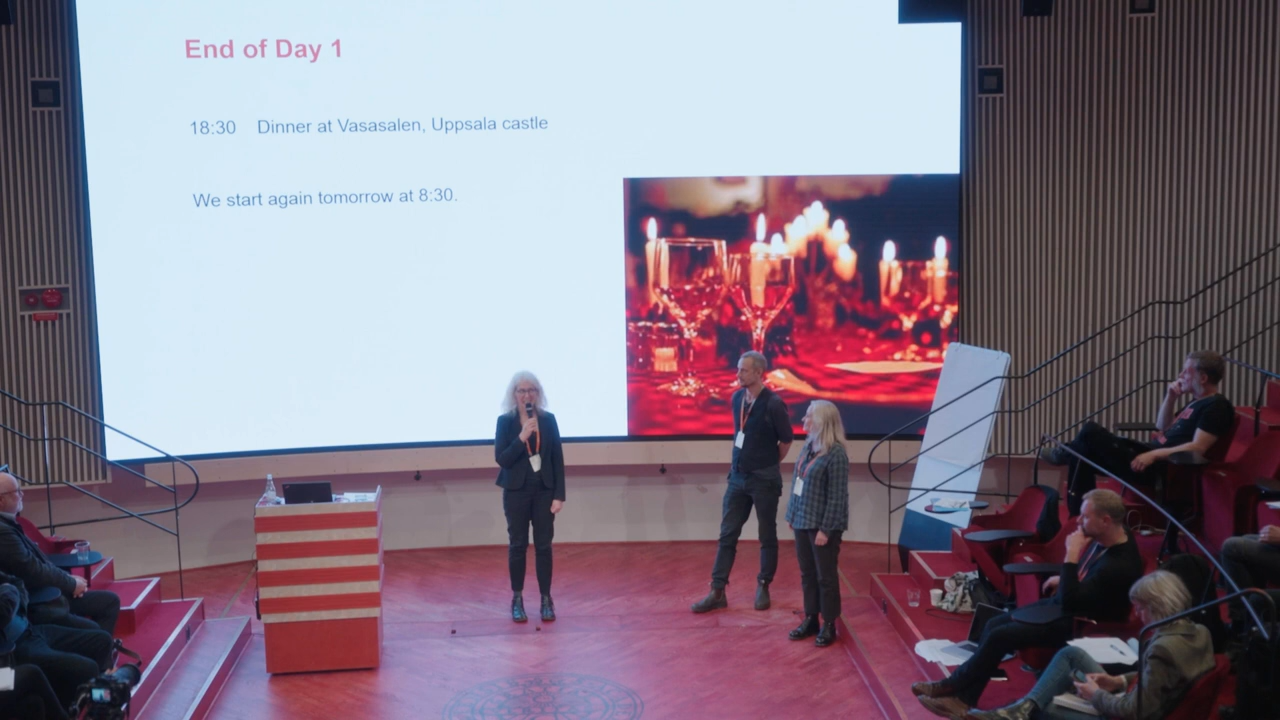 End of Day 1
18:30 Dinner at Vasasalen, Uppsala castle
We start again tomorrow at 8:30.